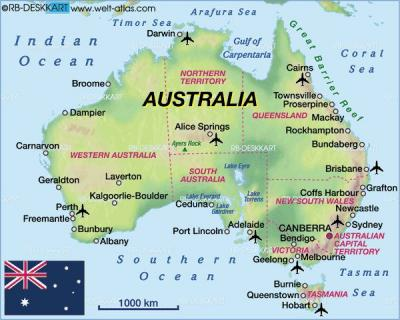 ©RB-DESKKART www.welt-atlas.com
Arafura Sea
Timor Sea
Darwin
Indian
Ocean
Gulf of
Carpentaria
Great Barrier Reef
Coral
Sea
Cairns
NORTHERN
TERRITORY
Broome
Townsville
Proserpine
AUSTRALIA
Mackay
QUEENSLAND
Dampier
Rockhampton
Alice Springs
Ayers Rock
©RB-DESKKART
Bundaberg
Carnarvon
WESTERN AUSTRALIA
Lake Eyre
Brisbane
SOUTH
AUSTRALIA
Geraldton
Laverton
Grafton
Coffs Harbour
Kalgoorlie-Boulder
Lake Everard
Lake
Torrens
NEW SOUTH WALES
Ceduna
Lake
Gairdner
Newcastle
Perth
Freemantle
Sydney
Port Lincoln
Adelaide
CANBERRA
Bunbury
Bendigo
AUSTRALIAN
CAPITAL
TERRITORY
Albany
VICTORIA
Melbourne
Geelong
Southern
Ocean
Tasman
Sea
Burnie
Queenstown
TASMANIA
Hobart
1000 km